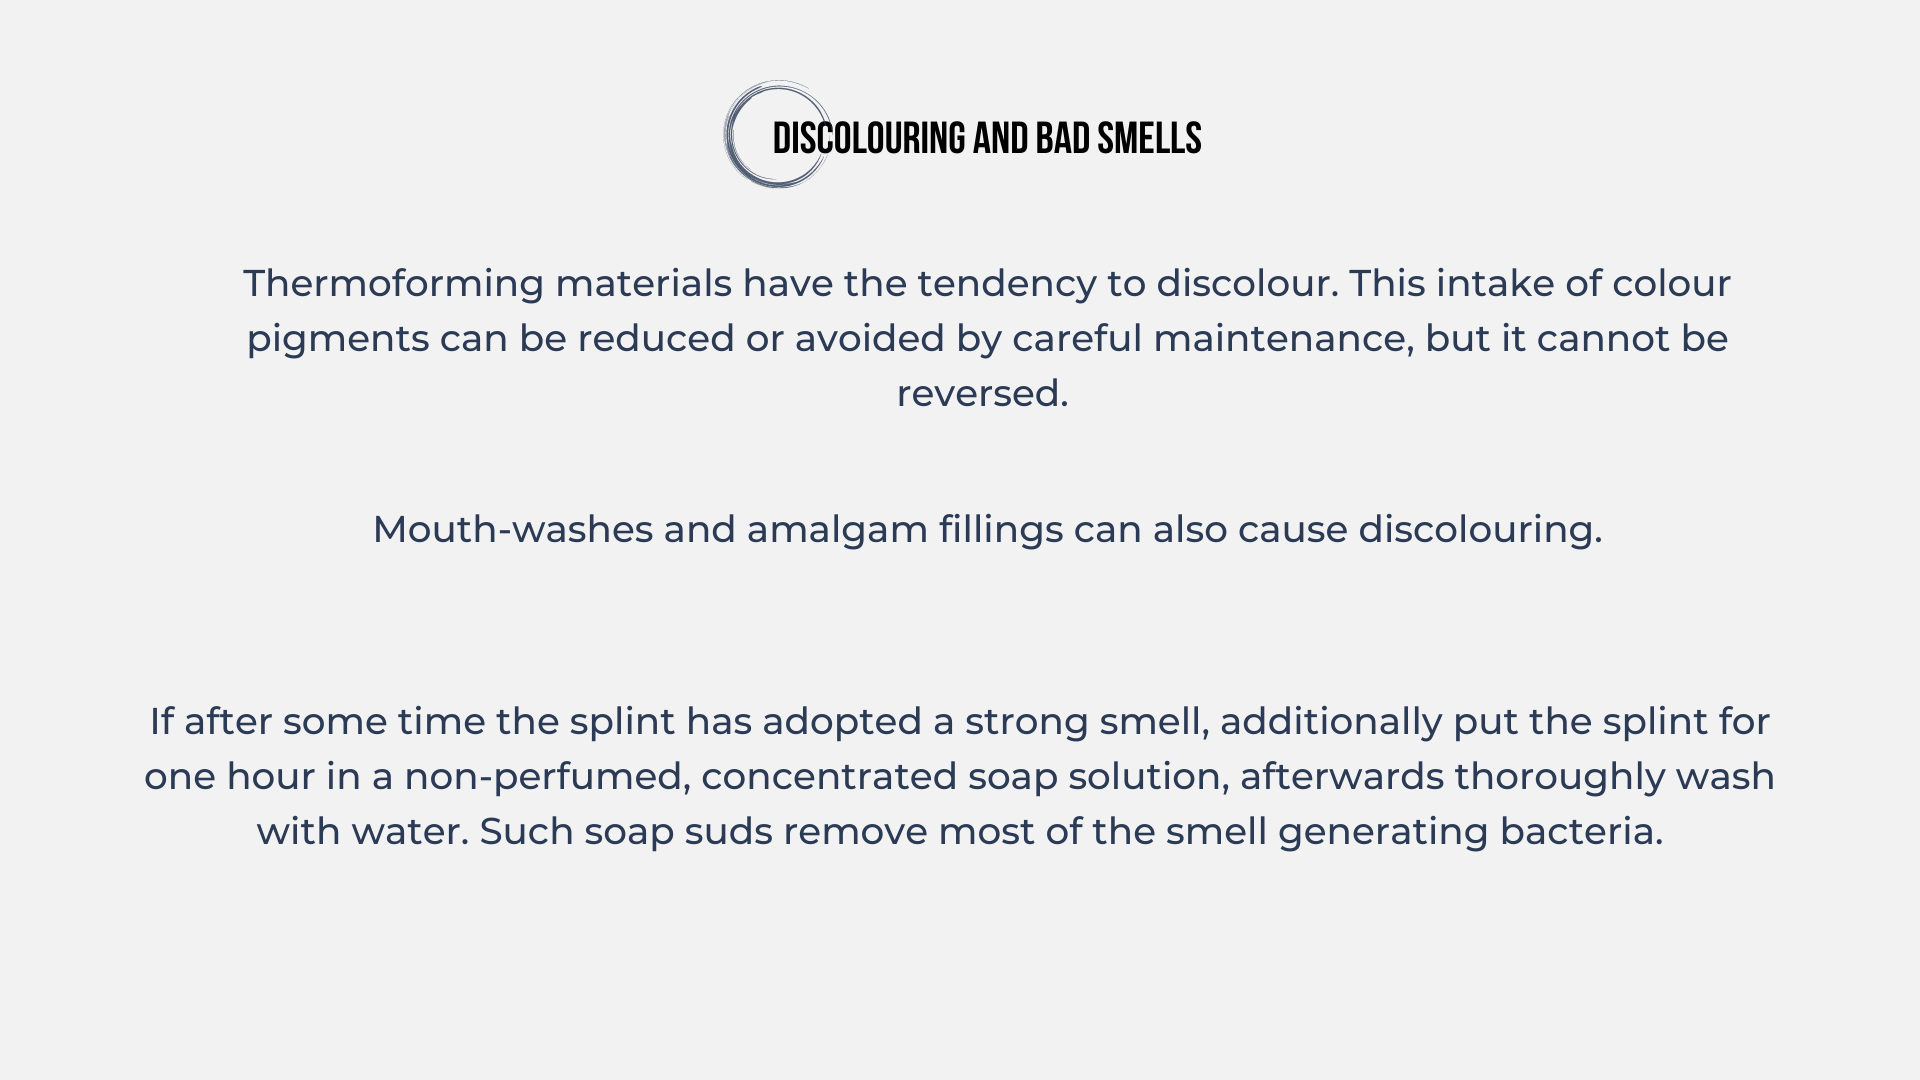 DISCOLOURING AND BAD SMELLS
Thermoforming materials have the tendency to discolour. This intake of colour
pigments can be reduced or avoided by careful maintenance, but it cannot be
reversed.
Mouth-washes and amalgam fillings can also cause discolouring.
If after some time the splint has adopted a strong smell, additionally put the splint for
one hour in a non-perfumed, concentrated soap solution, afterwards thoroughly wash
with water. Such soap suds remove most of the smell generating bacteria.